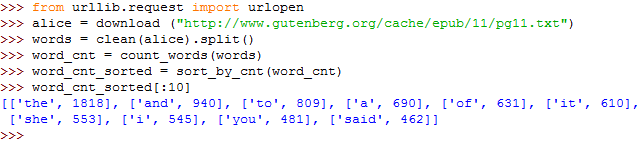 >>> from urllib.request import urlopen
>>> alice = download ("http://www.gutenberg.org/cache/epub/11/pg11.txt")
>>> words = clean(alice).split()
>>> word_cnt = count_words(words)
>>> word_cnt_sorted = sort_by_cnt(word_cnt)
>>> word_cnt_sorted[:10]
[['the', 1818], ['and', 940], ['to', 809], ['a', 690], ['of', 631], ['it', 610],
['she', 553], ['i', 545], ['you', 481], ['said', 462]]
>>>